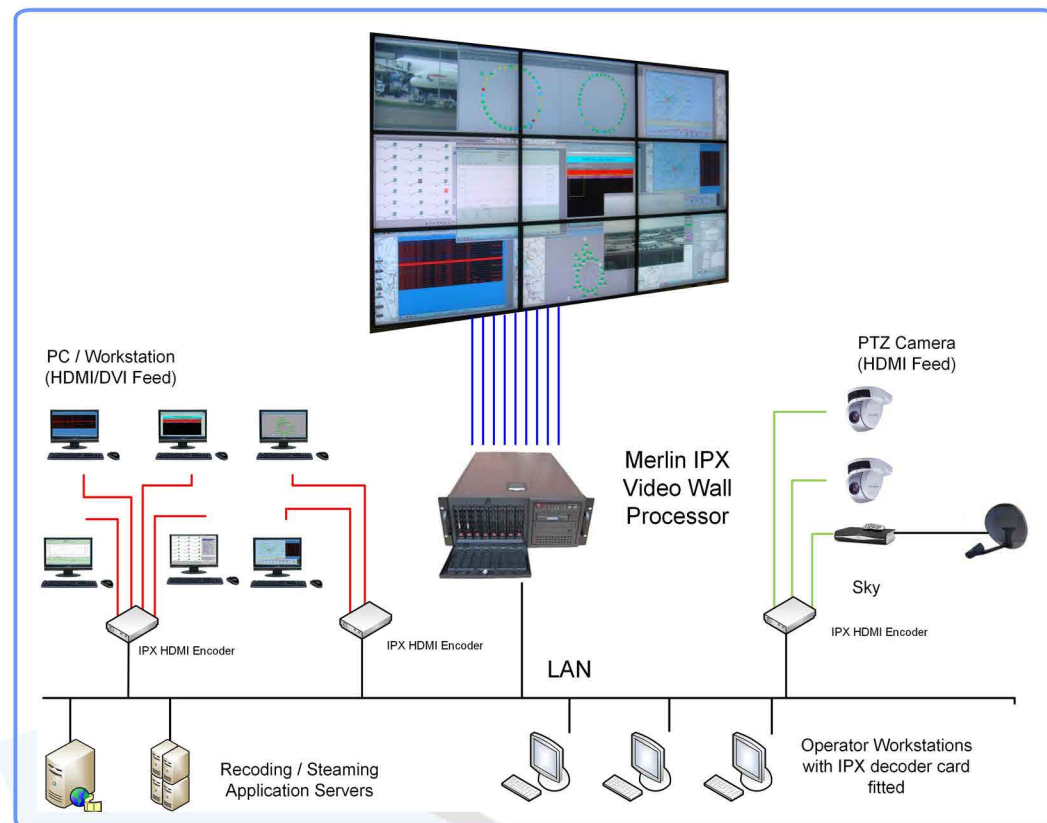 PC / Workstation
(HDMI/DVI Feed)
PTZ Camera
(HDMI Feed)
Merlin IPX
Video Wall
Processor
Sky
IPX HDMI Encoder
IPX HDMI Encoder
IPX HDMI Encoder
LAN
Recoding / Steaming
Application Servers
Operator Workstations
with IPX decoder card
fitted